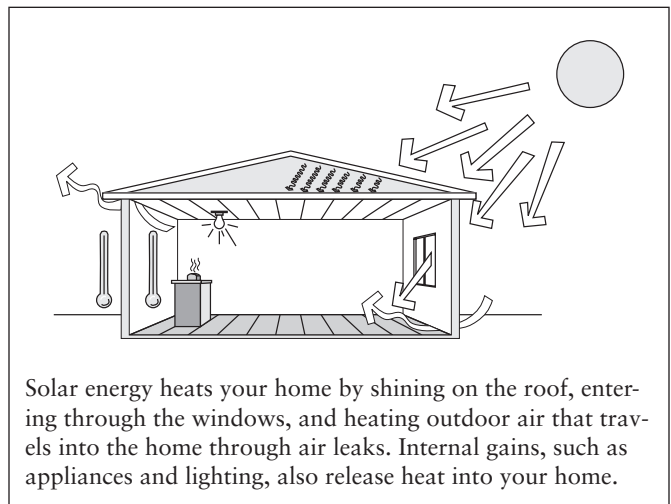 Solar energy heats your home by shining on the roof, enter-
ing through the windows, and heating outdoor air that trav-
els into the home through air leaks. Internal gains, such as
appliances and lighting, also release heat into your home.